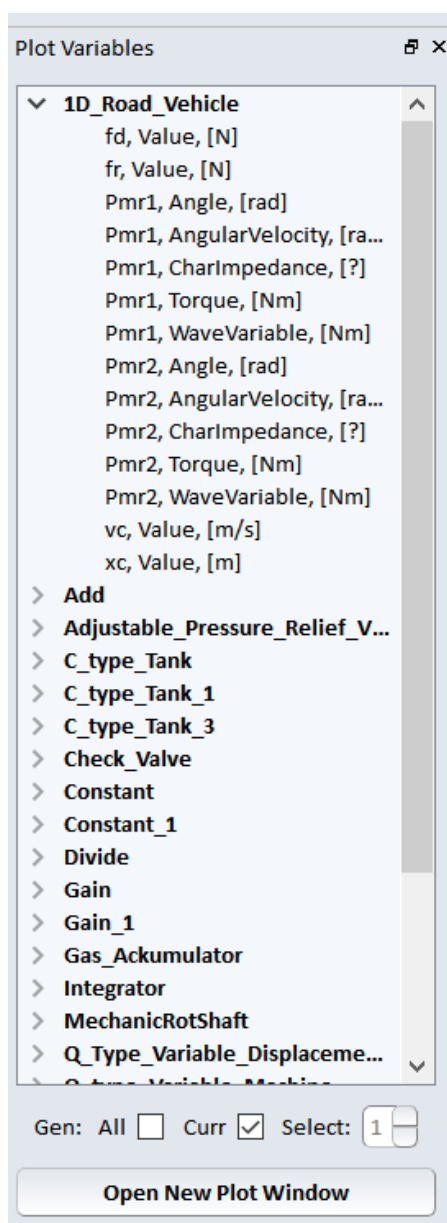 Plot Variables
1D_Road_Vehicle
fd, Value, [N]
fr, Value, [N]
Pmr1, Angle, [rad]
Pmr1, AngularVelocity, [ra...
Pmr1, CharImpedance, [?]
Pmr1, Torque, [Nm]
Pmr1, WaveVariable, [Nm]
Pmr2, Angle, [rad]
Pmr2, AngularVelocity, [ra...
Pmr2, CharImpedance, [?]
Pmr2, Torque, [Nm]
Pmr2, WaveVariable, [Nm]
vc, Value, [m/s]
xc, Value, [m]
Add
Adjustable_Pressure_Relief_V...
C_type_Tank
C_type_Tank_1
C_type_Tank_3
Check_Valve
Constant
Constant_1
Divide
Gain
Gain_1
Gas_Ackumulator
Integrator
MechanicRotShaft
Q_Type_Variable_Displaceme...
Gen: All Curr Select: 1
Open New Plot Window